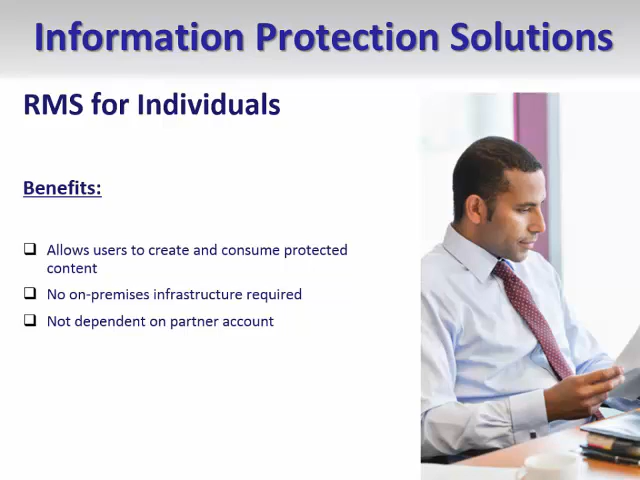 Information Protection Solutions
RMS for Individuals
Benefits:
Allows users to create and consume protected
content
No on-premises infrastructure required
Not dependent on partner account